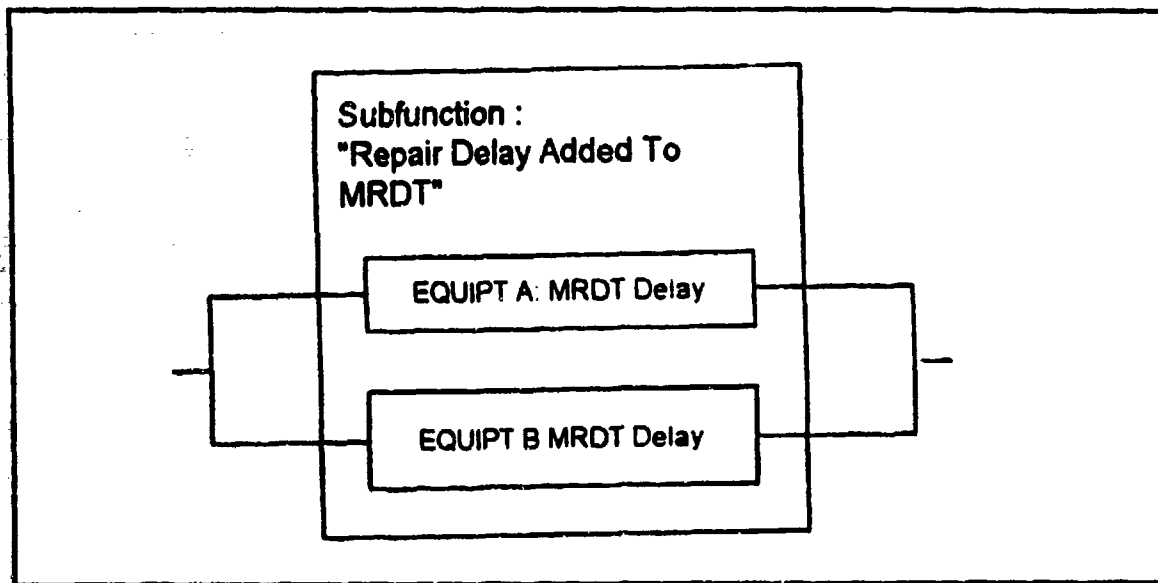 Subfunction :
"Repair Delay Added To
MRDT"
EQUIPT A: MRDT Delay
EQUIPT B MRDT Delay